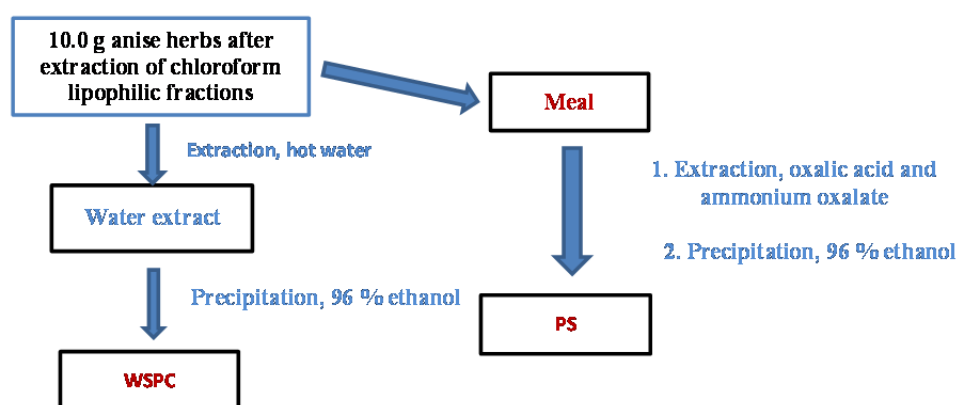 10.0 g anise herbs after
extraction of chloroform
lipophilic fractions
Meal
Extraction, hot water
1. Extraction, oxalic acid and
ammonium oxalate
Water extract
2. Precipitation, 96 % ethanol
Precipitation, 96 % ethanol
PS
WSPC